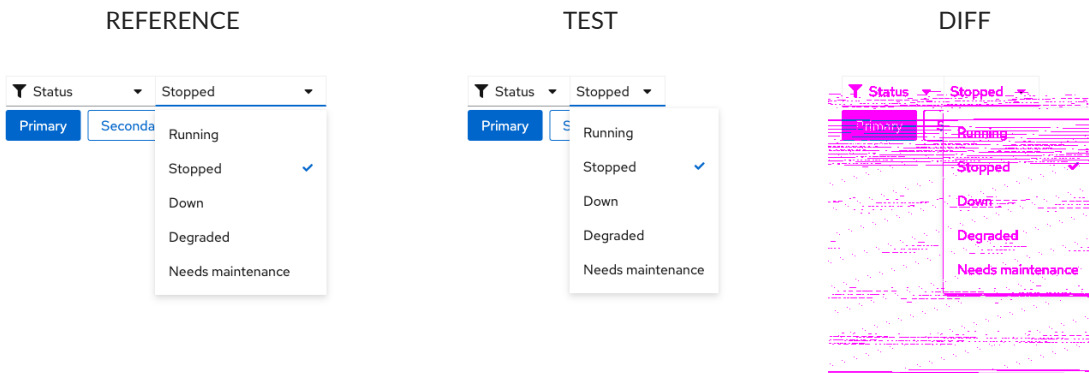 REFERENCE TEST DIFF
Status Stopped Status Stopped Status Stopped
Primary Seconda Primary S Primary
Running Running Running
Stopped Stopped Stopped
Down Down Down
Degraded Degraded Degraded
Needs maintenance Needs maintenance Needs maintenance